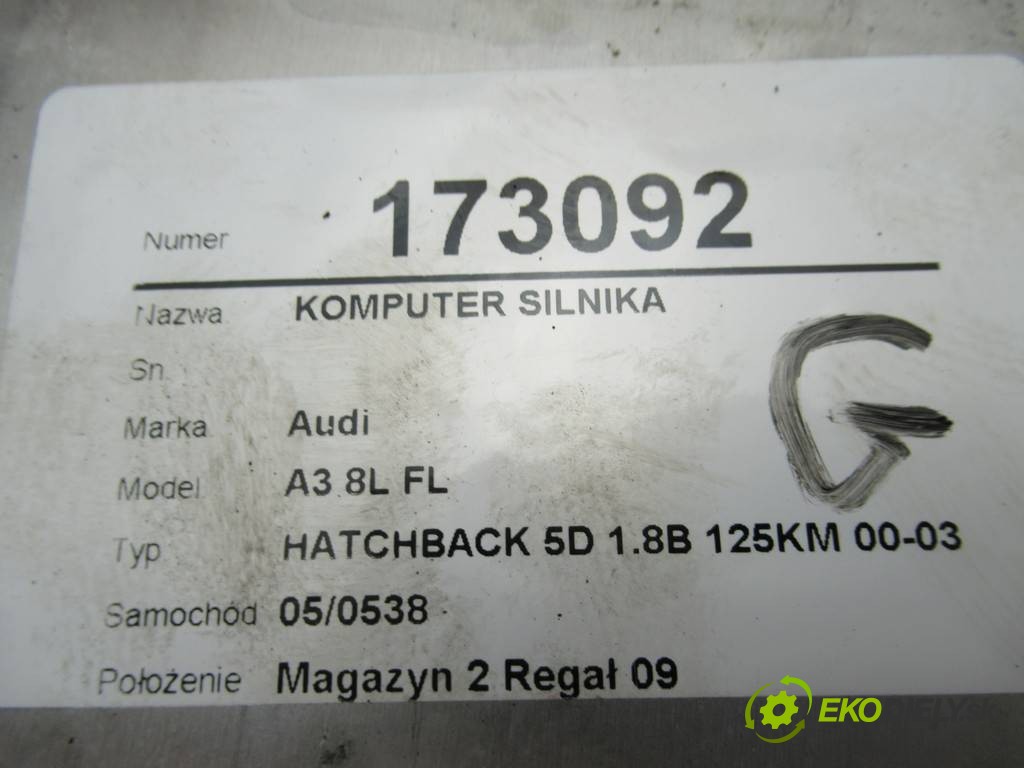 Numer 173092
Nazwa KOMPUTER SILNIKA
Sn
Marka Audi
Model A3 8L FL
Typ HATCHBACK 5D 1.8B 125KM 00-03
Samochód 05/0538
Położenie Magazyn 2 Regał 09
G
EKO